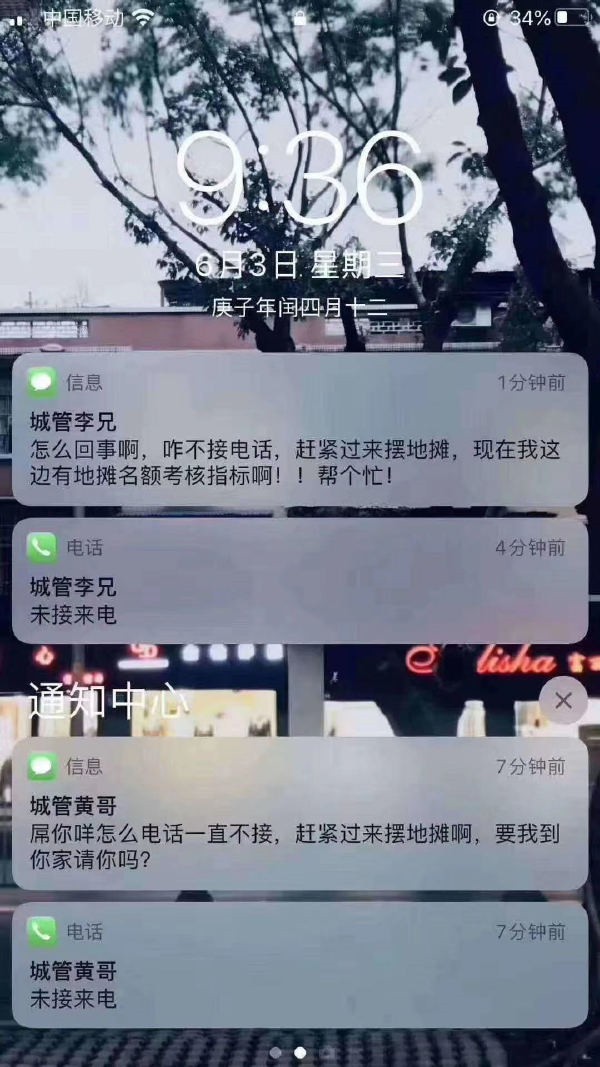 中国移动
34%
9:36
6月3日 星期三
庚子年闰四月十二
信息
1分钟前
城管李兄
怎么回事啊，咋不接电话，赶紧过来摆地摊，现在我这
边有地摊名额考核指标啊！！帮个忙！
电话
4分钟前
城管李兄
未接来电
lisha
通知中心
信息
7分钟前
城管黄哥
屌你咩怎么电话一直不接，赶紧过来摆地摊啊，要我到
你家请你吗？
电话
7分钟前
城管黄哥
未接来电